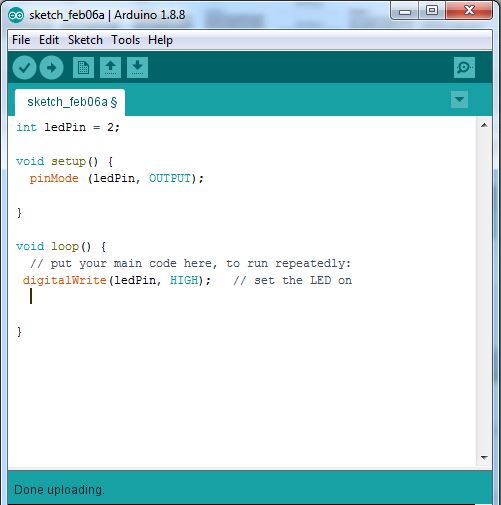 sketch_feb06a | Arduino 1.8.8
File Edit Sketch Tools Help
sketch_feb06a §
int ledPin = 2;
void setup() {
pinMode (ledPin, OUTPUT);
}
void loop() {
// put your main code here, to run repeatedly:
digitalWrite(ledPin, HIGH);   // set the LED on
}
Done uploading.